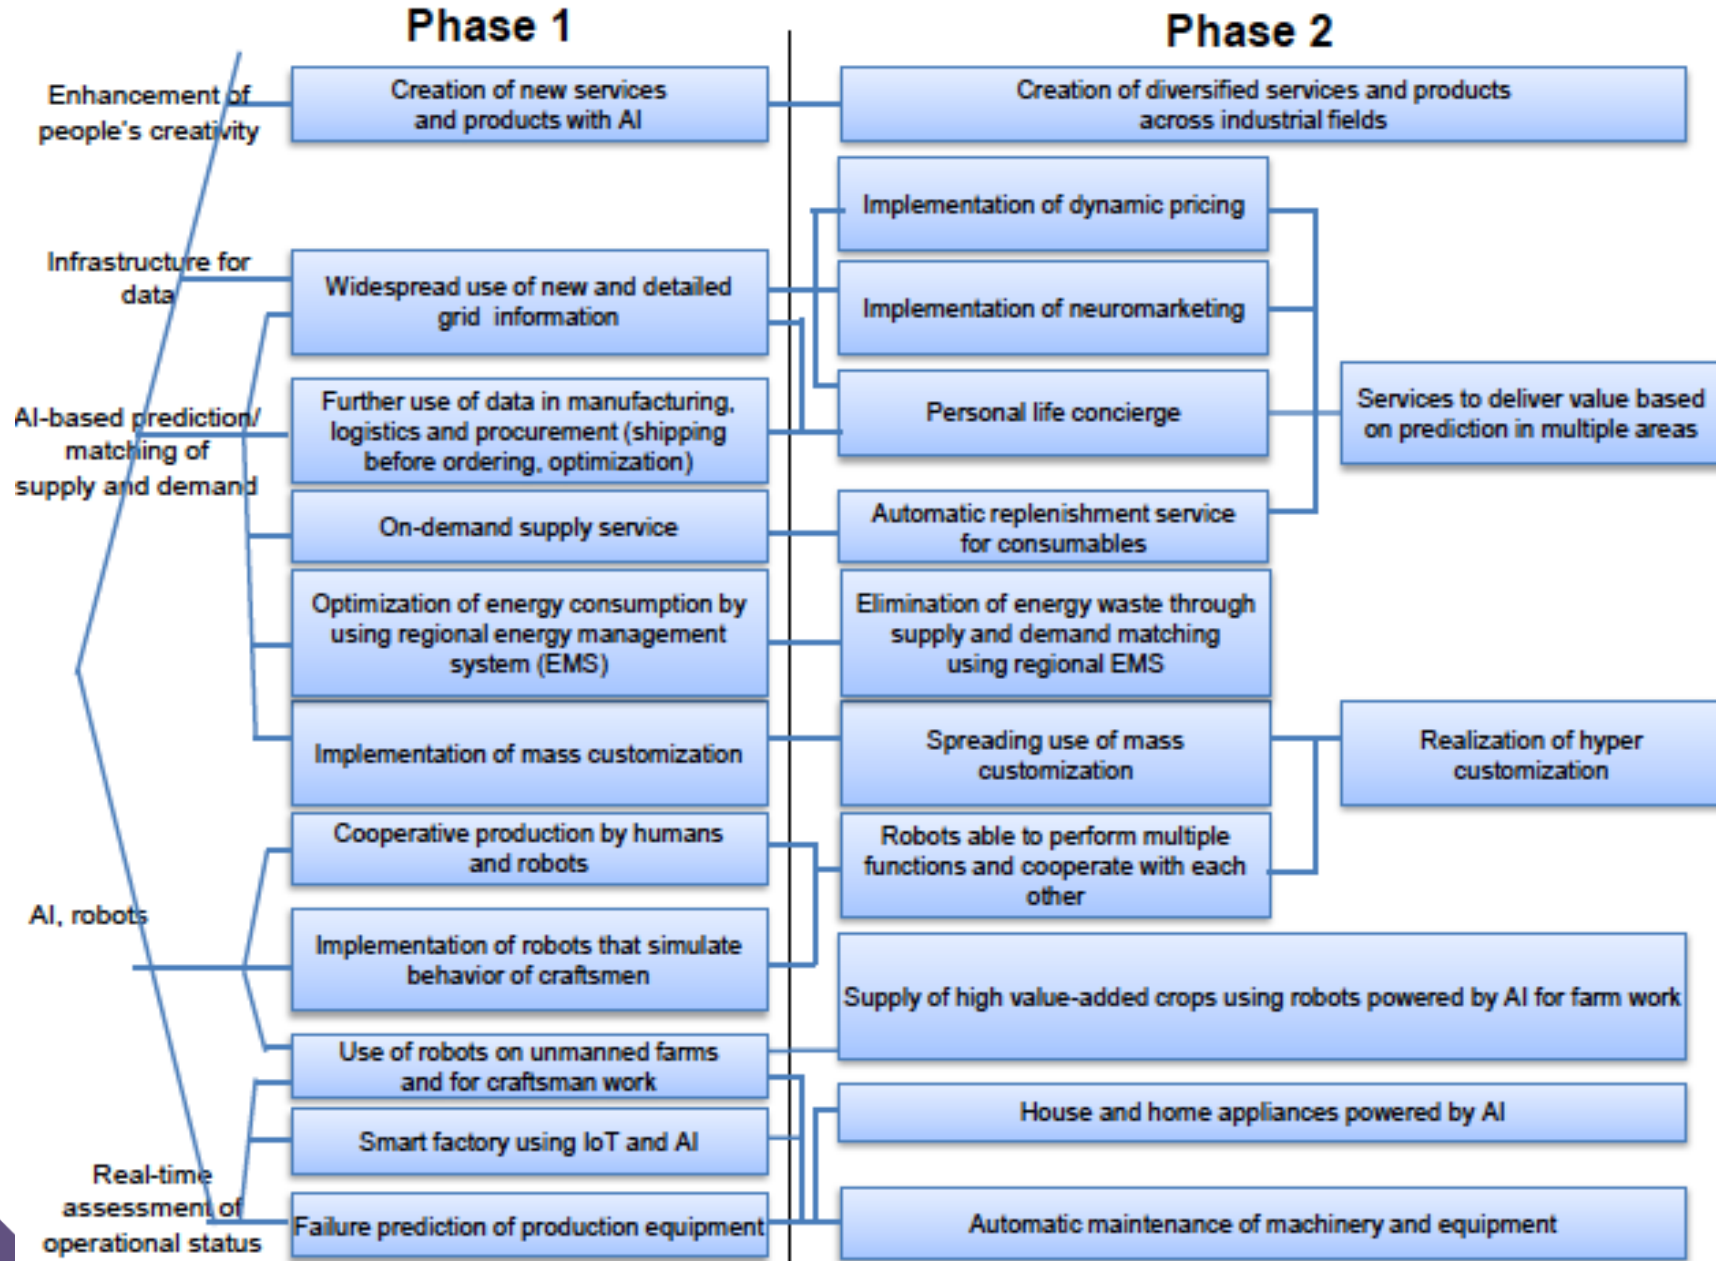 Phase 1
Phase 2
Enhancement of
people's creativity
Creation of new services
and products with AI
Creation of diversified services and products
across industrial fields
Implementation of dynamic pricing
Infrastructure for
data
Widespread use of new and detailed
grid information
Implementation of neuromarketing
AI-based prediction/
matching of
supply and demand
Further use of data in manufacturing,
logistics and procurement (shipping
before ordering, optimization)
Personal life concierge
Services to deliver value based
on prediction in multiple areas
On-demand supply service
Automatic replenishment service
for consumables
Optimization of energy consumption by
using regional energy management
system (EMS)
Elimination of energy waste through
supply and demand matching
using regional EMS
Implementation of mass customization
Spreading use of mass
customization
Realization of hyper
customization
Cooperative production by humans
and robots
Robots able to perform multiple
functions and cooperate with each
other
AI, robots
Implementation of robots that simulate
behavior of craftsmen
Supply of high value-added crops using robots powered by AI for farm work
Use of robots on unmanned farms
and for craftsman work
House and home appliances powered by AI
Smart factory using IoT and AI
Real-time
assessment of
operational status
Failure prediction of production equipment
Automatic maintenance of machinery and equipment